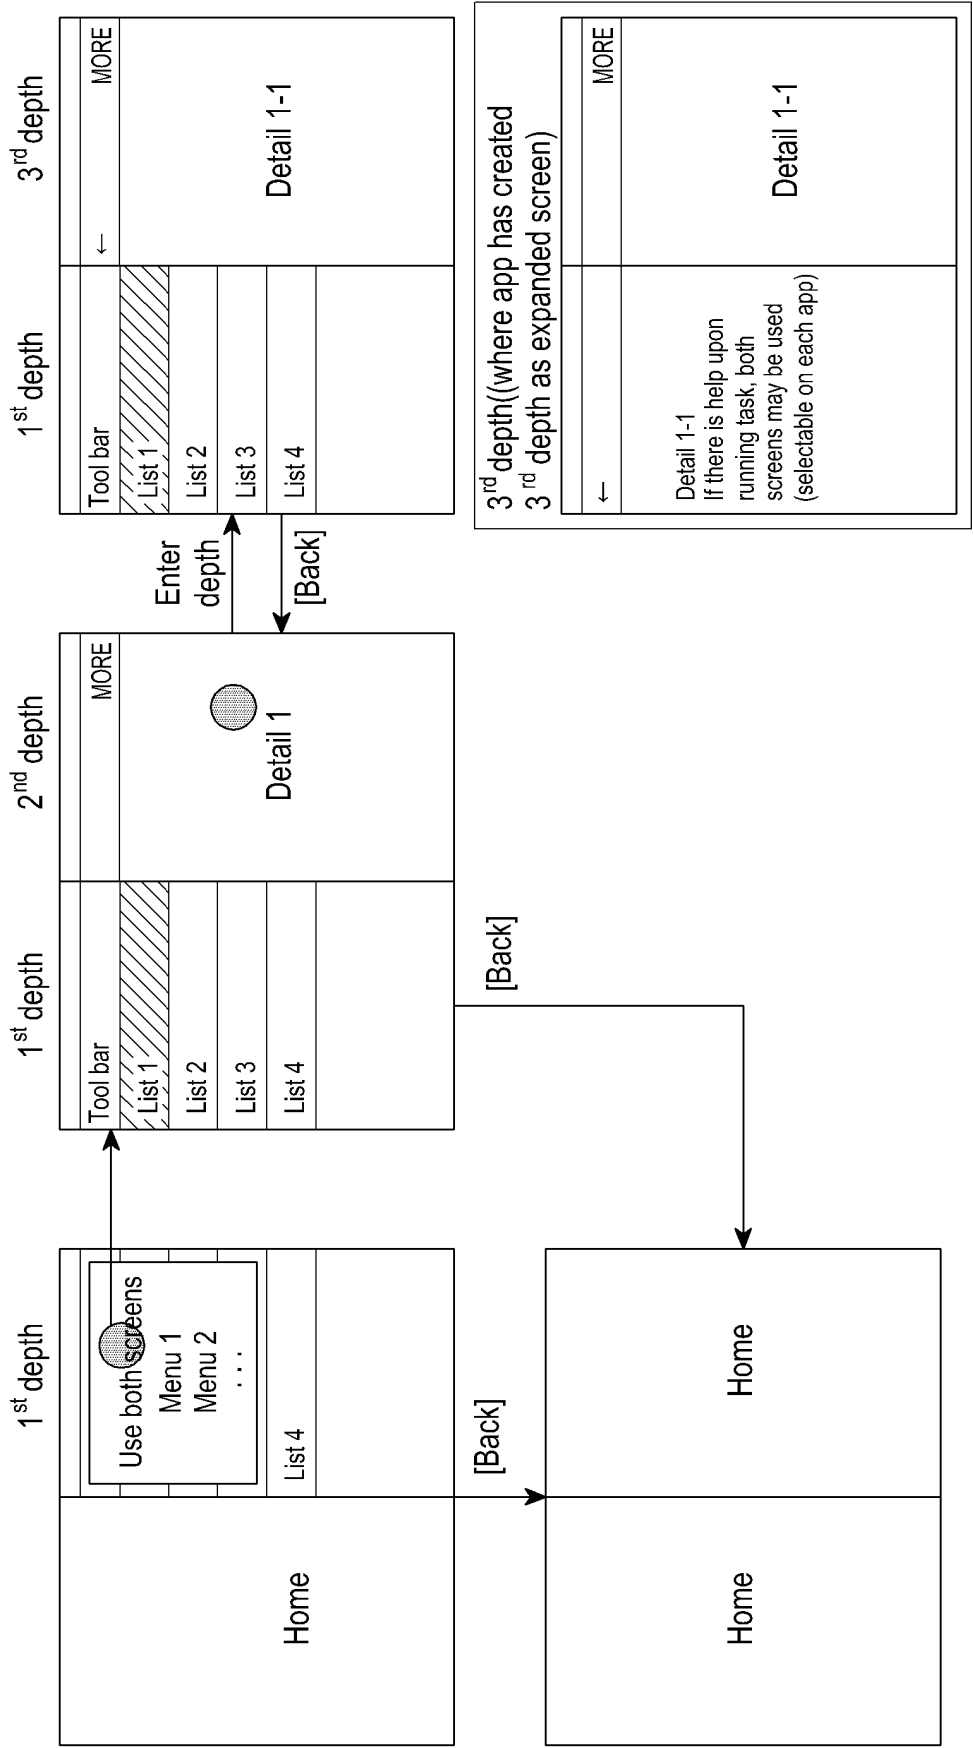 1st depth
Use both screens
Menu 1
Menu 2
...
List 4
Home
[Back]
Home
Home
1st depth
2nd depth
Tool bar
MORE
List 1
List 2
List 3
List 4
Detail 1
[Back]
Enter
depth
[Back]
1st depth
3rd depth
Tool bar
← MORE
List 1
List 2
List 3
List 4
Detail 1-1
3rd depth((where app has created
3 rd depth as expanded screen)
← MORE
Detail 1-1
If there is help upon
running task, both
screens may be used
(selectable on each app)
Detail 1-1